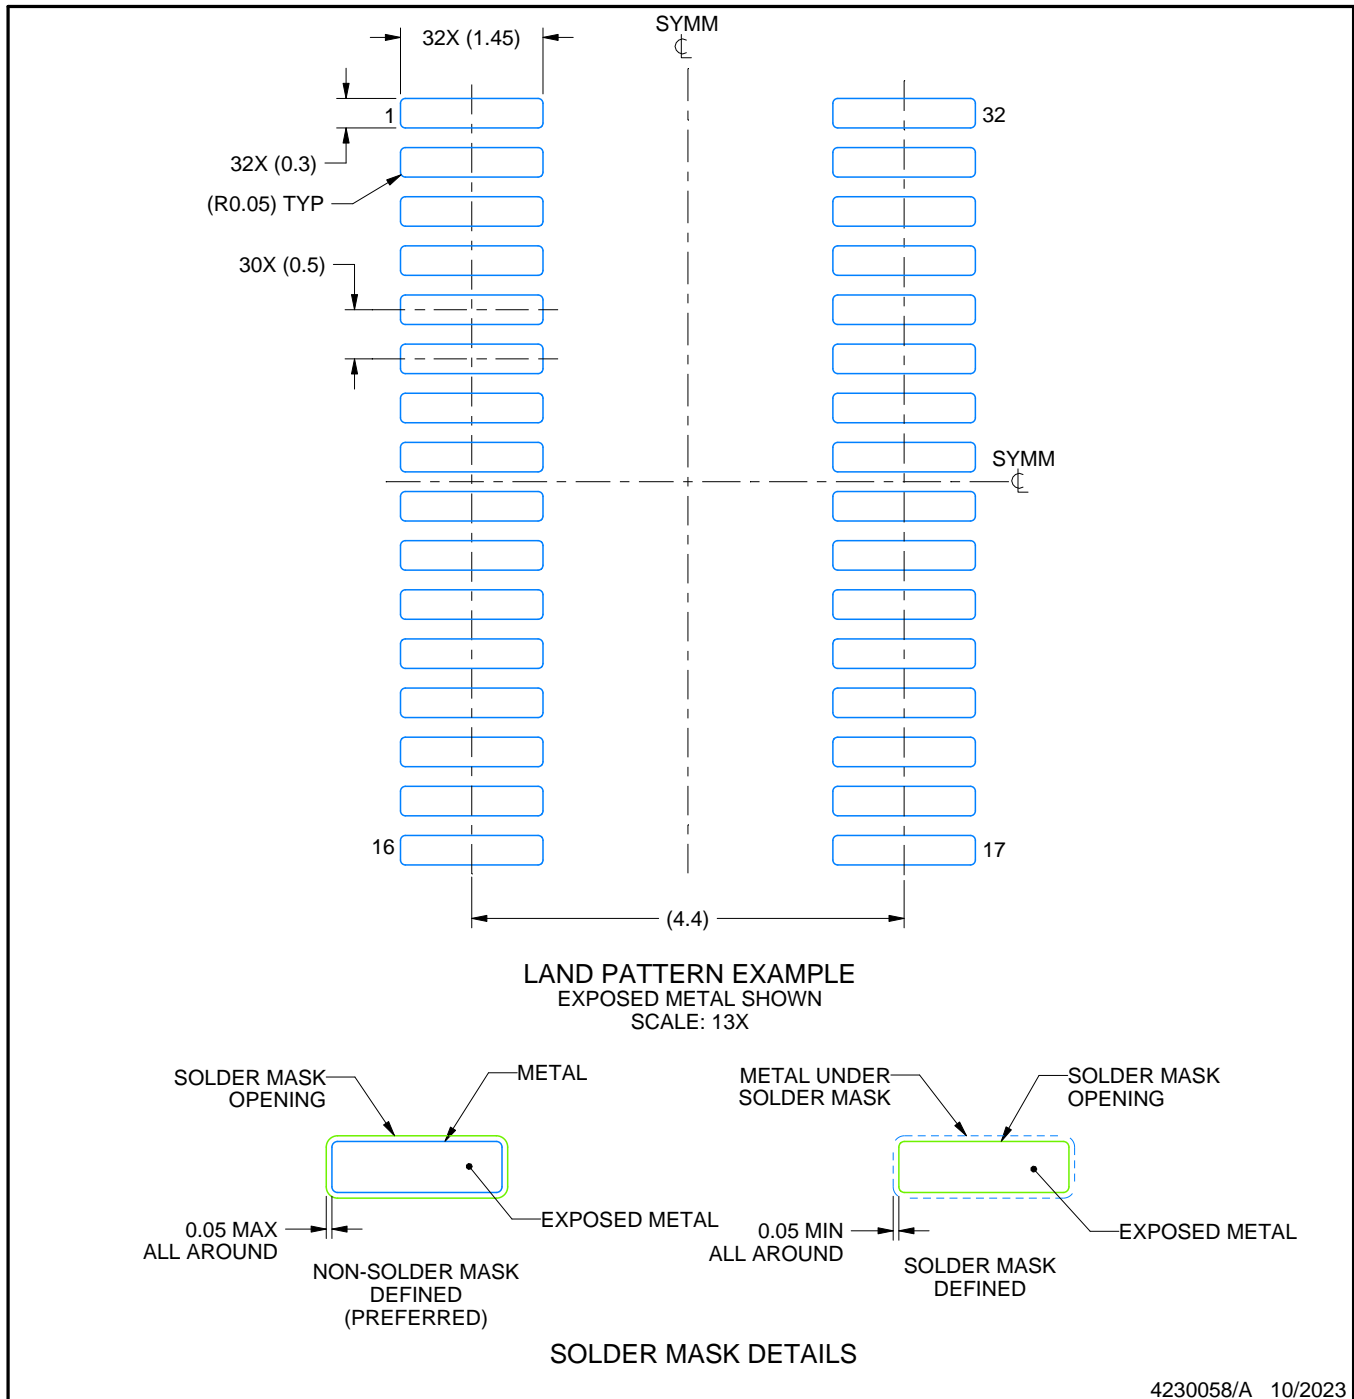 SYMM
℄
32X (1.45)
1
32
32X (0.3)
(R0.05) TYP
30X (0.5)
SYMM
℄
16
17
(4.4)
LAND PATTERN EXAMPLE
EXPOSED METAL SHOWN
SCALE: 13X
SOLDER MASK
OPENING
METAL
EXPOSED METAL
0.05 MAX
ALL AROUND
NON-SOLDER MASK
DEFINED
(PREFERRED)
METAL UNDER
SOLDER MASK
SOLDER MASK
OPENING
EXPOSED METAL
0.05 MIN
ALL AROUND
SOLDER MASK
DEFINED
SOLDER MASK DETAILS
4230058/A 10/2023